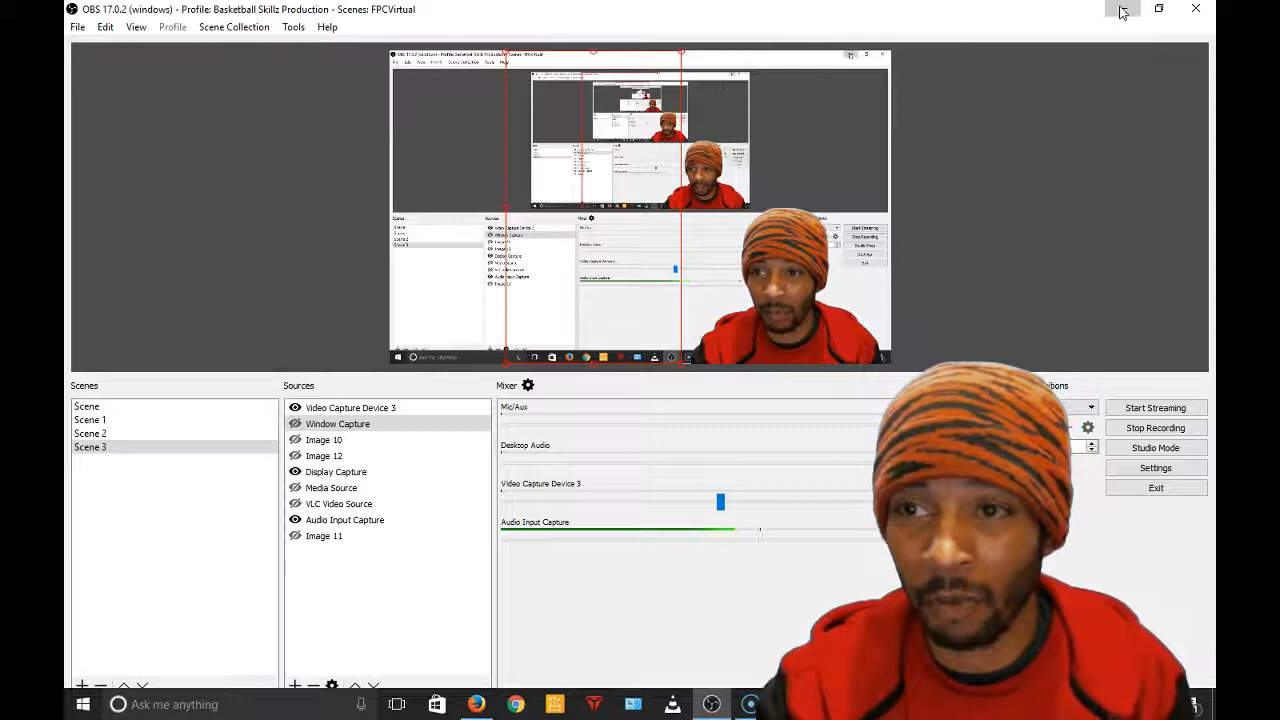 OBS 17.0.2 (windows) - Profile: Basketball Skillz Production - Scenes: FPCVirtual
File Edit View Profile Scene Collection Tools Help
Scenes
Sources
Mixer
Scene
Scene 1
Scene 2
Scene 3
Video Capture Device 3
Window Capture
Image 10
Image 12
Display Capture
Media Source
VLC Video Source
Audio Input Capture
Image 11
Mic/Aux
Desktop Audio
Video Capture Device 3
Audio Input Capture
Start Streaming
Stop Recording
Studio Mode
Settings
Exit
Ask me anything